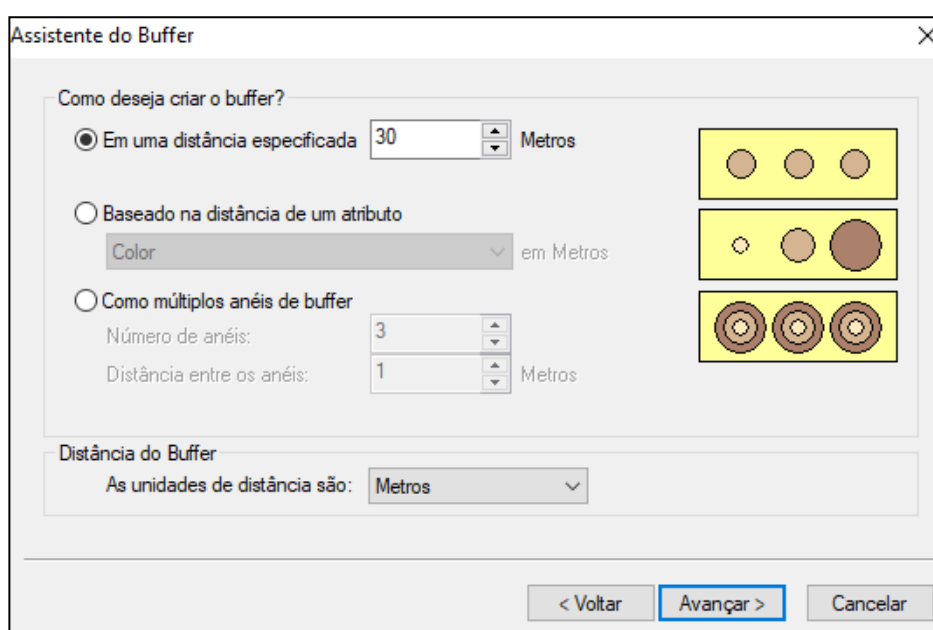 Assistente do Buffer
Como deseja criar o buffer?
Em uma distância especificada 30 Metros
Baseado na distância de um atributo
Color em Metros
Como múltiplos anéis de buffer
Número de anéis: 3
Distância entre os anéis: 1 Metros
Distância do Buffer
As unidades de distância são: Metros
< Voltar Avançar > Cancelar